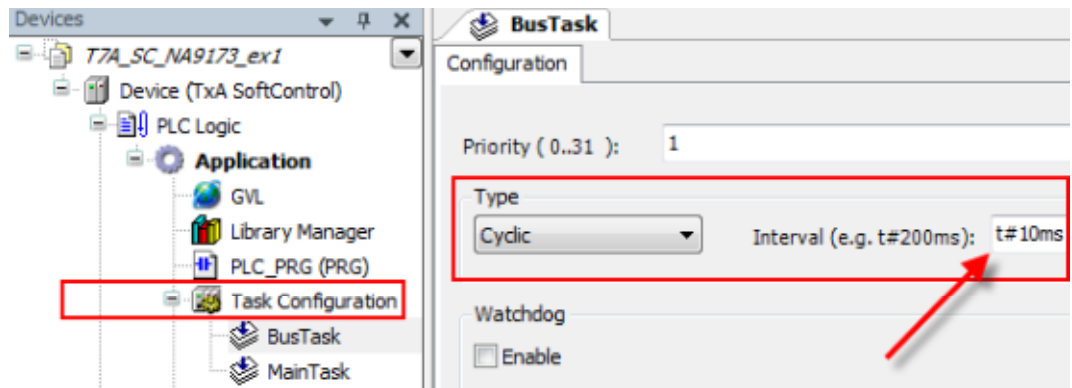 Devices
T7A_SC_NA9173_ex1
Device (TxA SoftControl)
PLC Logic
Application
GVL
Library Manager
PLC_PRG (PRG)
Task Configuration
BusTask
MainTask
BusTask
Configuration
Priority ( 0..31 ): 1
Type
Cyclic Interval (e.g. t#200ms): t#10ms
Watchdog
Enable